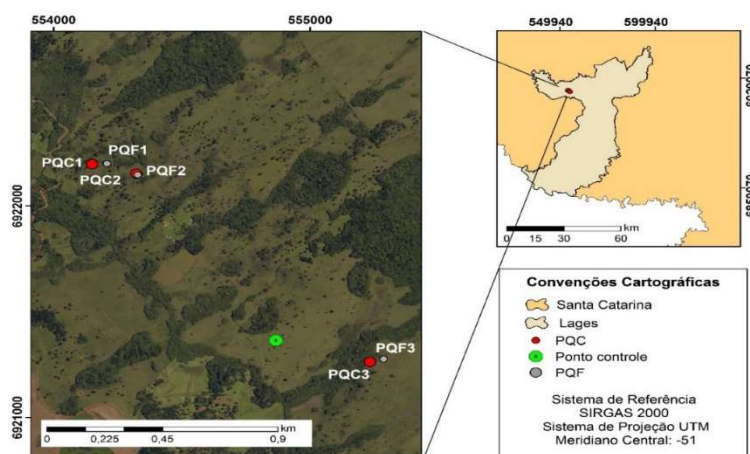 554000
555000
549940
599940
PQF1
PQC1
PQC2
PQF2
6922000
PQF3
PQC3
6921000
km
0
0,225
0,45
0,9
km
0
15
30
60
Convenções Cartográficas
Santa Catarina
Lages
PQC
Ponto controle
PQF
Sistema de Referência
SIRGAS 2000
Sistema de Projeção UTM
Meridiano Central: -51